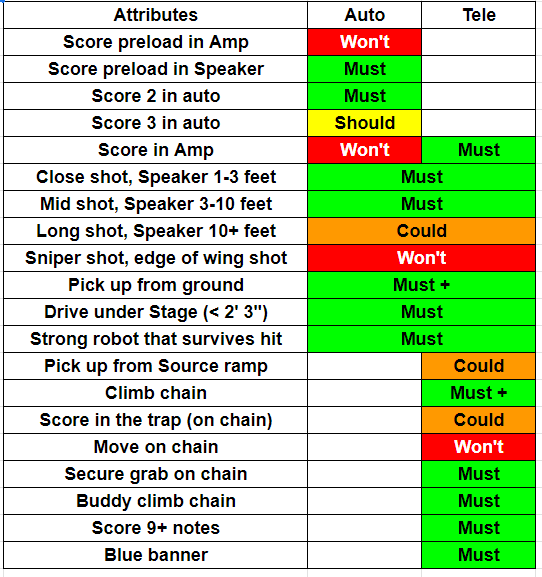 Attributes Auto Tele
Score preload in Amp Won't
Score preload in Speaker Must
Score 2 in auto Must
Score 3 in auto Should
Score in Amp Won't Must
Close shot, Speaker 1-3 feet Must
Mid shot, Speaker 3-10 feet Must
Long shot, Speaker 10+ feet Could
Sniper shot, edge of wing shot Won't
Pick up from ground Must +
Drive under Stage (< 2' 3") Must
Strong robot that survives hit Must
Pick up from Source ramp Could
Climb chain Must +
Score in the trap (on chain) Could
Move on chain Won't
Secure grab on chain Must
Buddy climb chain Must
Score 9+ notes Must
Blue banner Must